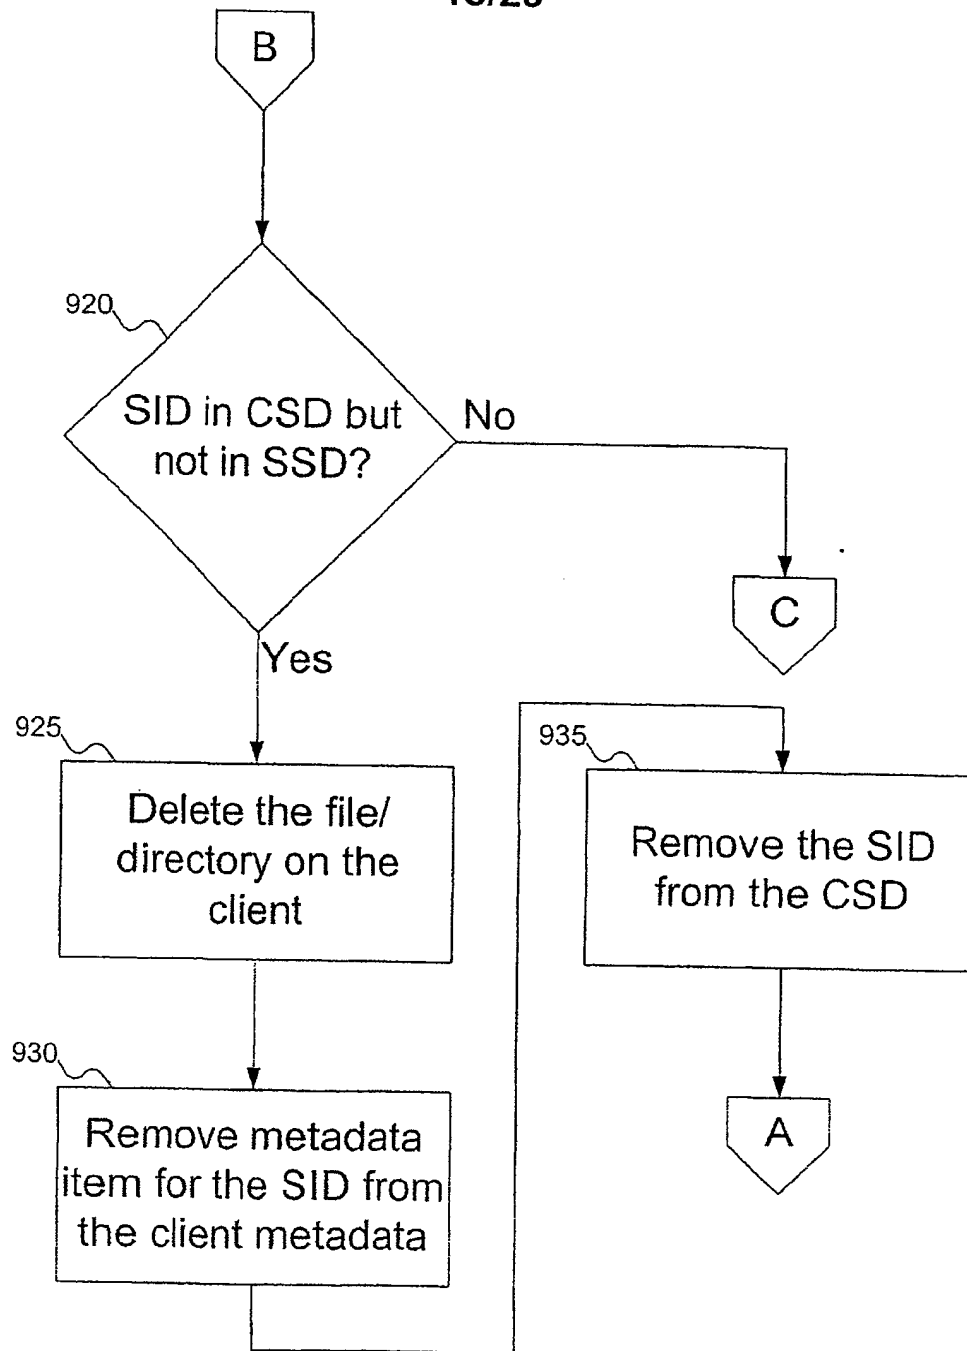 B
920
SID in CSD but
not in SSD?
No
C
Yes
925
Delete the file/
directory on the
client
935
Remove the SID
from the CSD
930
Remove metadata
item for the SID from
the client metadata
A